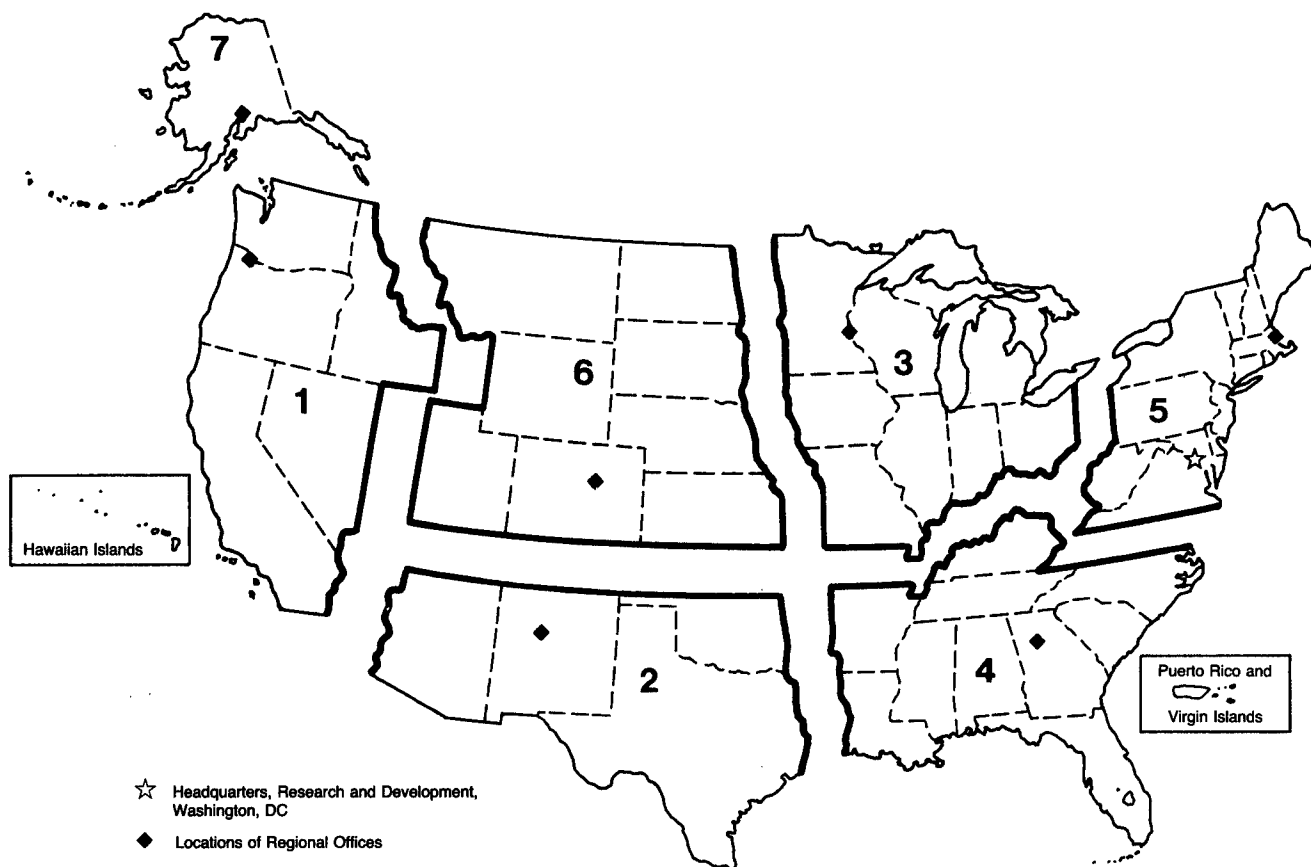 7
6
3
1
5
Hawaiian Islands
2
4
Puerto Rico and
Virgin Islands
Headquarters, Research and Development,
Washington, DC
Locations of Regional Offices